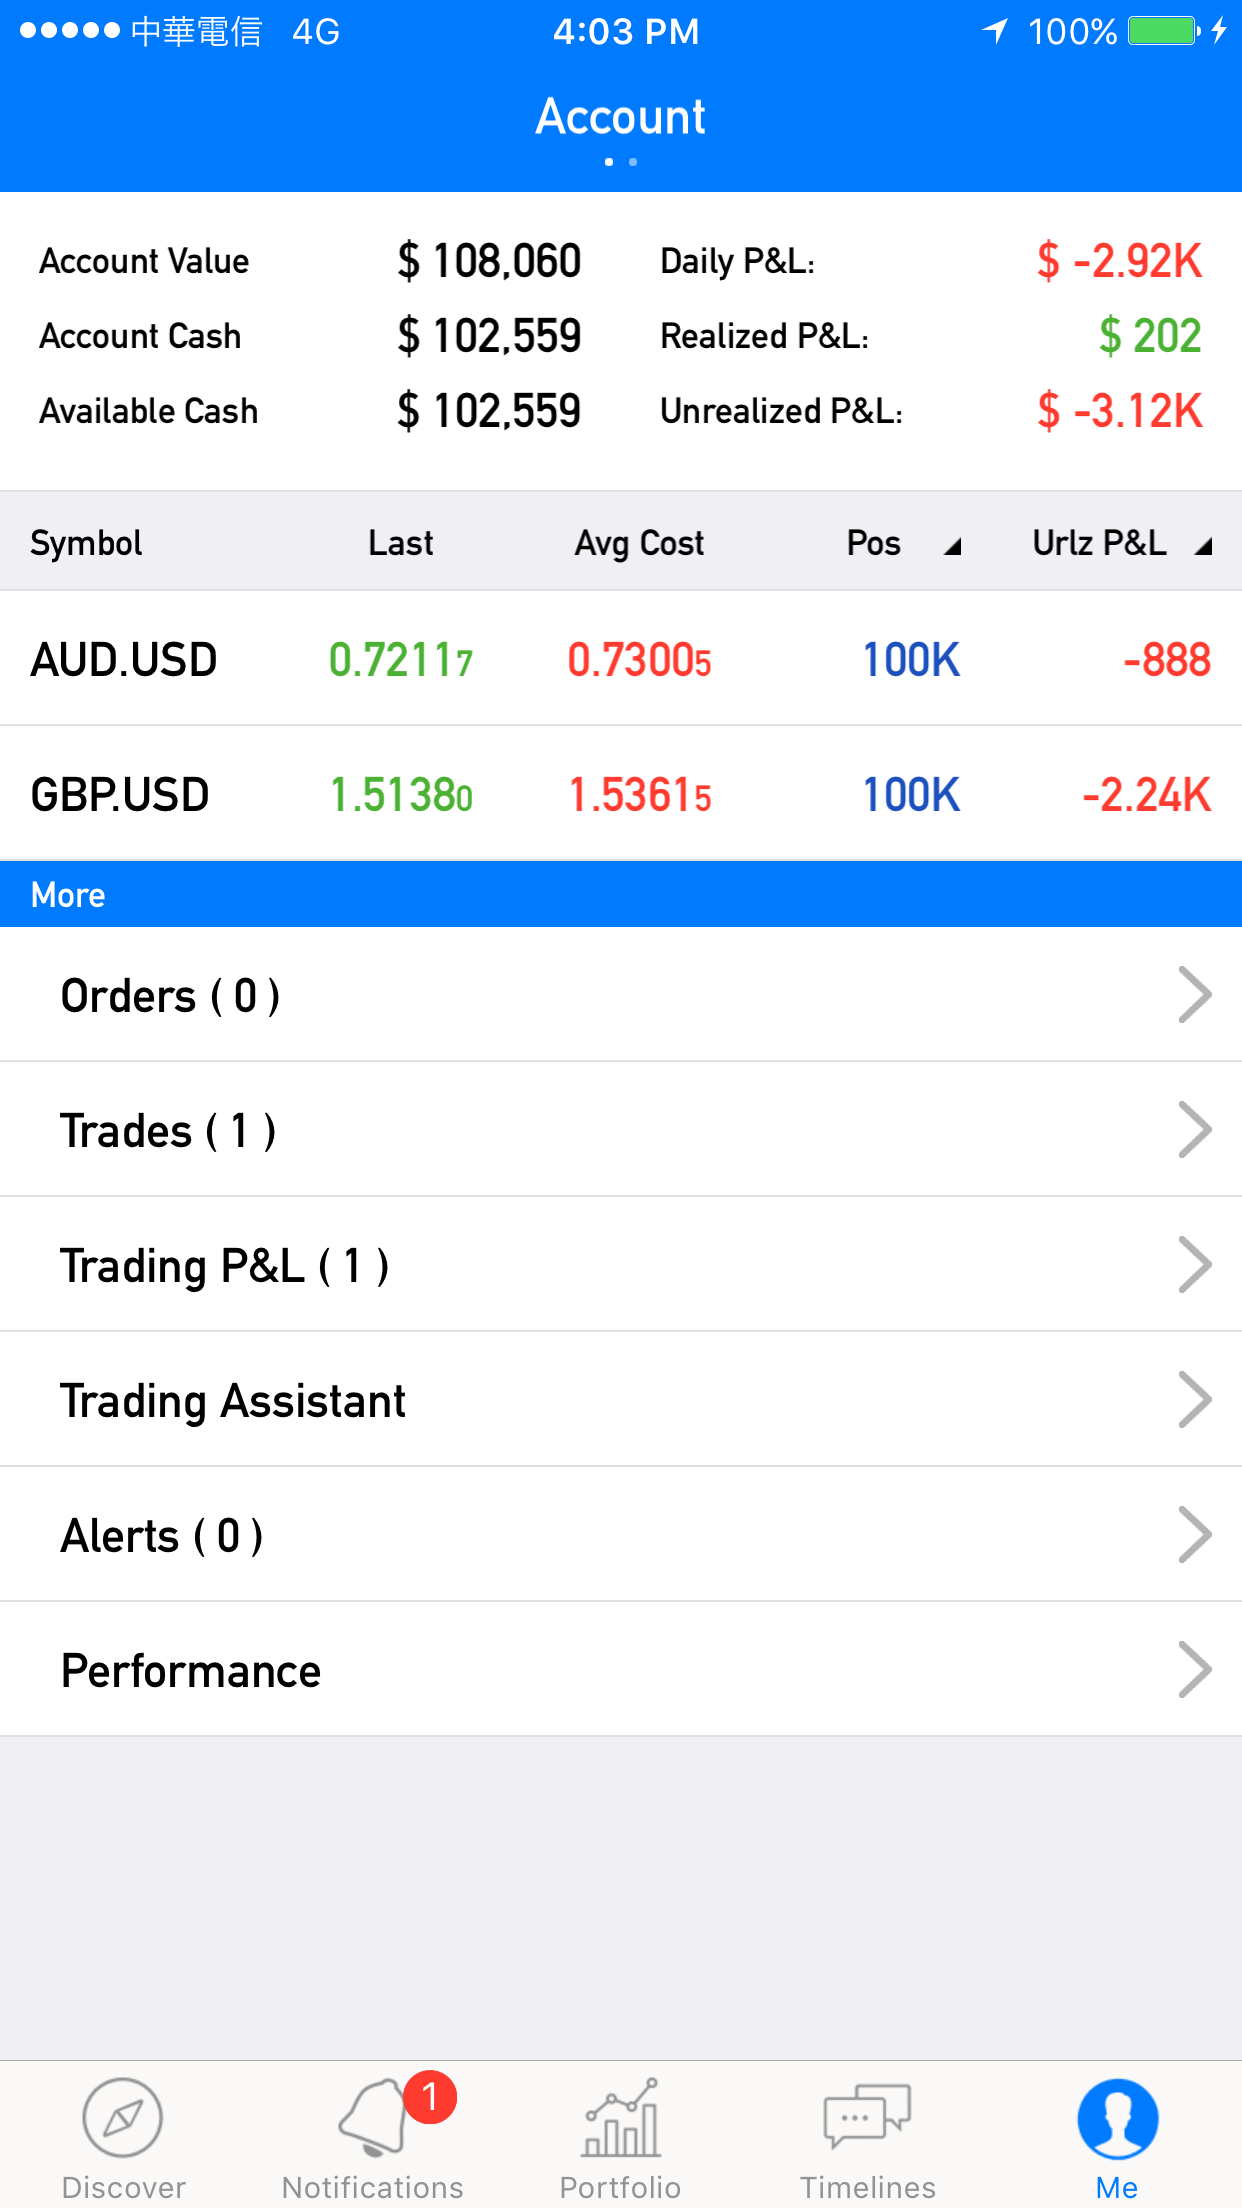 中華電信 4G 4:03 PM 100%
Account
Account Value $ 108,060 Daily P&L: $ -2.92K
Account Cash $ 102,559 Realized P&L: $ 202
Available Cash $ 102,559 Unrealized P&L: $ -3.12K
Symbol Last Avg Cost Pos Urlz P&L
AUD.USD 0.72117 0.73005 100K -888
GBP.USD 1.51380 1.53615 100K -2.24K
More
Orders ( 0 )
Trades ( 1 )
Trading P&L ( 1 )
Trading Assistant
Alerts ( 0 )
Performance
1
Discover Notifications Portfolio Timelines Me